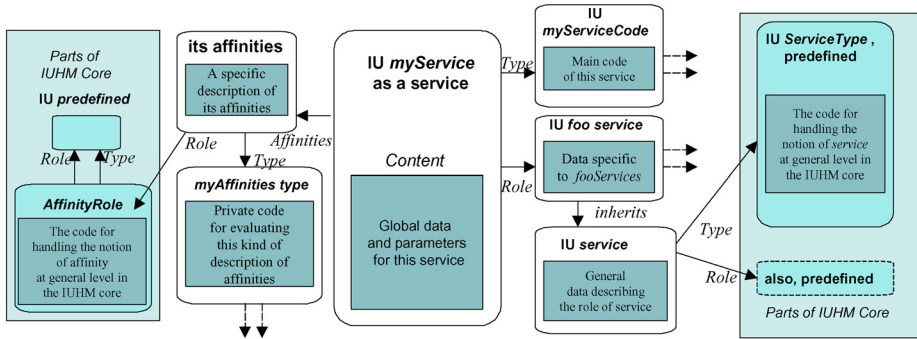 Parts of
IUHM Core
IU predefined
Role
Type
AffinityRole
The code for
handling the notion
of affinity
at general level in
the IUHM core
its affinities
A specific
description of
its affinities
Role
Type
Affinities
myAffinities type
Private code
for evaluating
this kind of
description of
affinities
IU myService
as a service
Content
Global data
and parameters
for this service
Type
Role
IU
myServiceCode
Main code
of this service
IU foo service
Data specific
to fooServices
inherits
IU service
General
data describing
the role of service
Type
Role
IU ServiceType ,
predefined
The code for
handling the
notion of service
at general level in
the IUHM core
also, predefined
Parts of IUHM Core